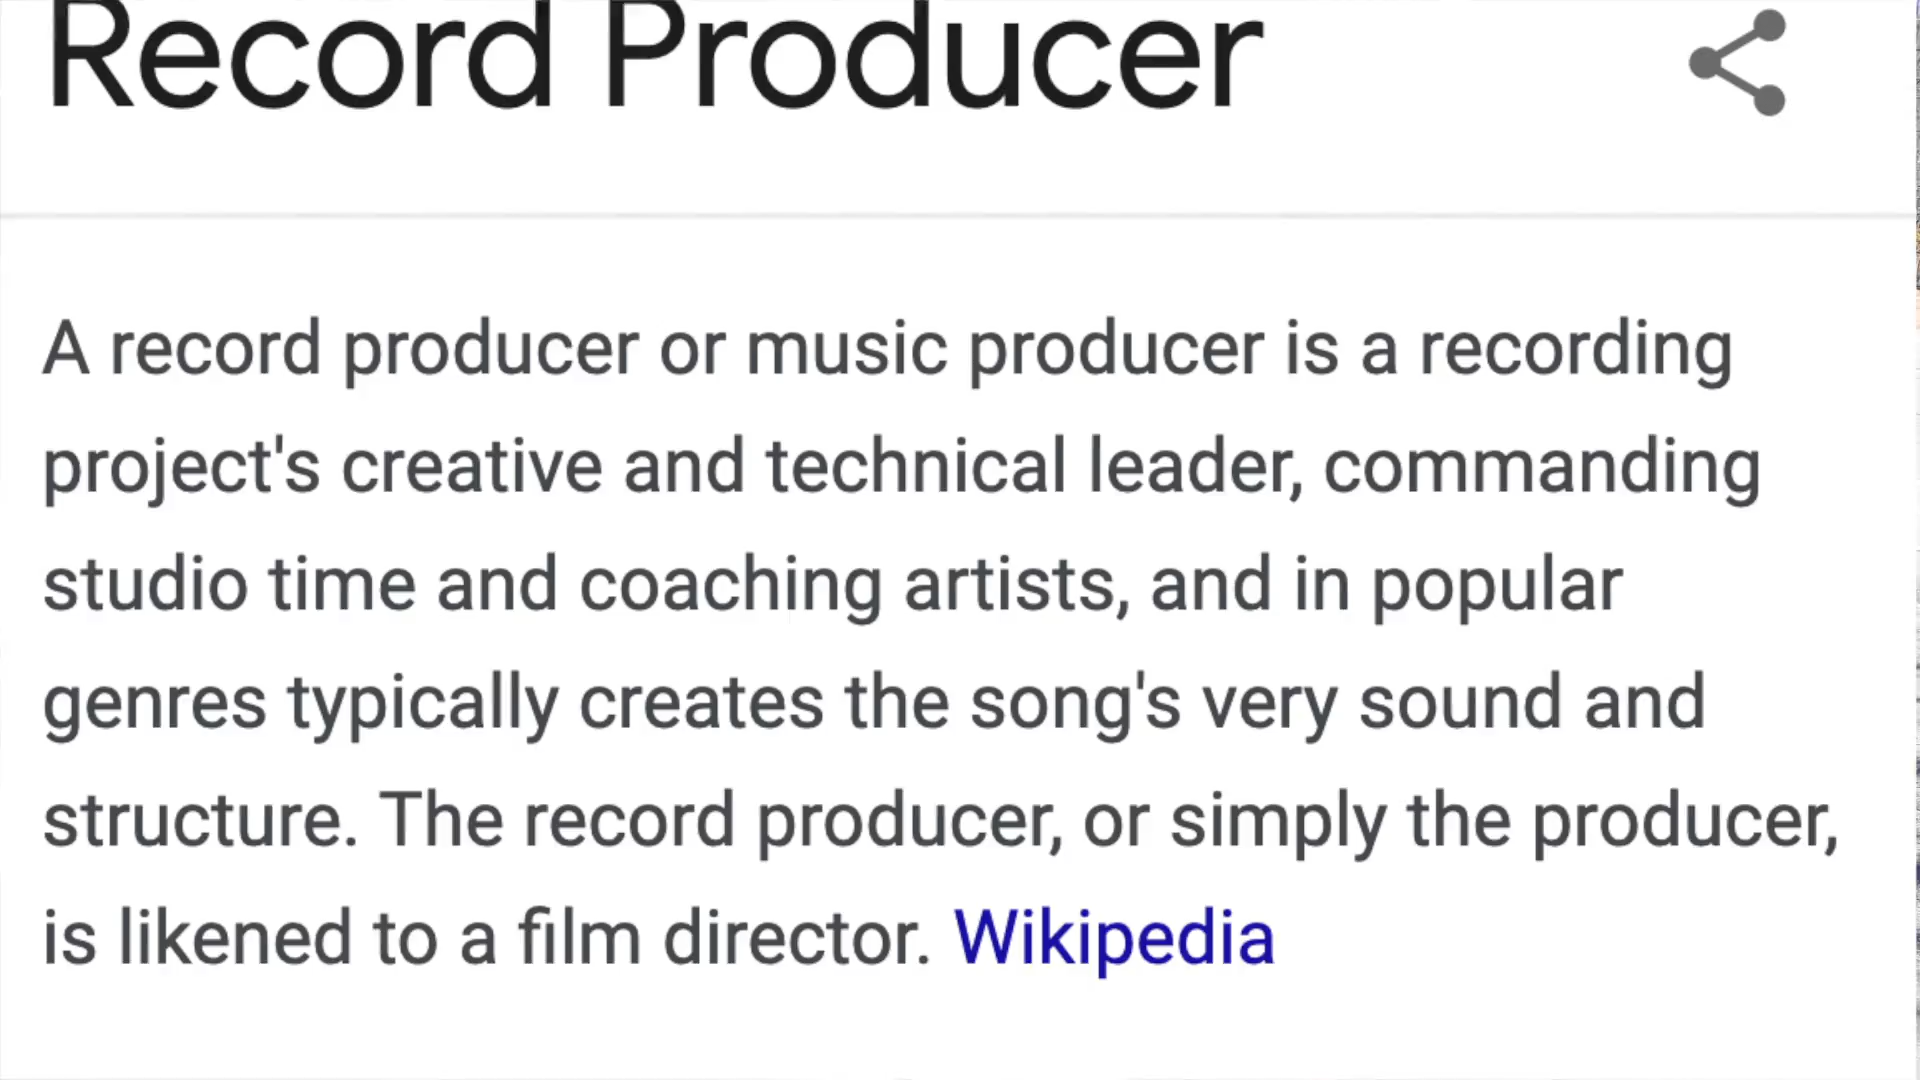 Record Producer
A record producer or music producer is a recording
project's creative and technical leader, commanding
studio time and coaching artists, and in popular
genres typically creates the song's very sound and
structure. The record producer, or simply the producer,
is likened to a film director. Wikipedia